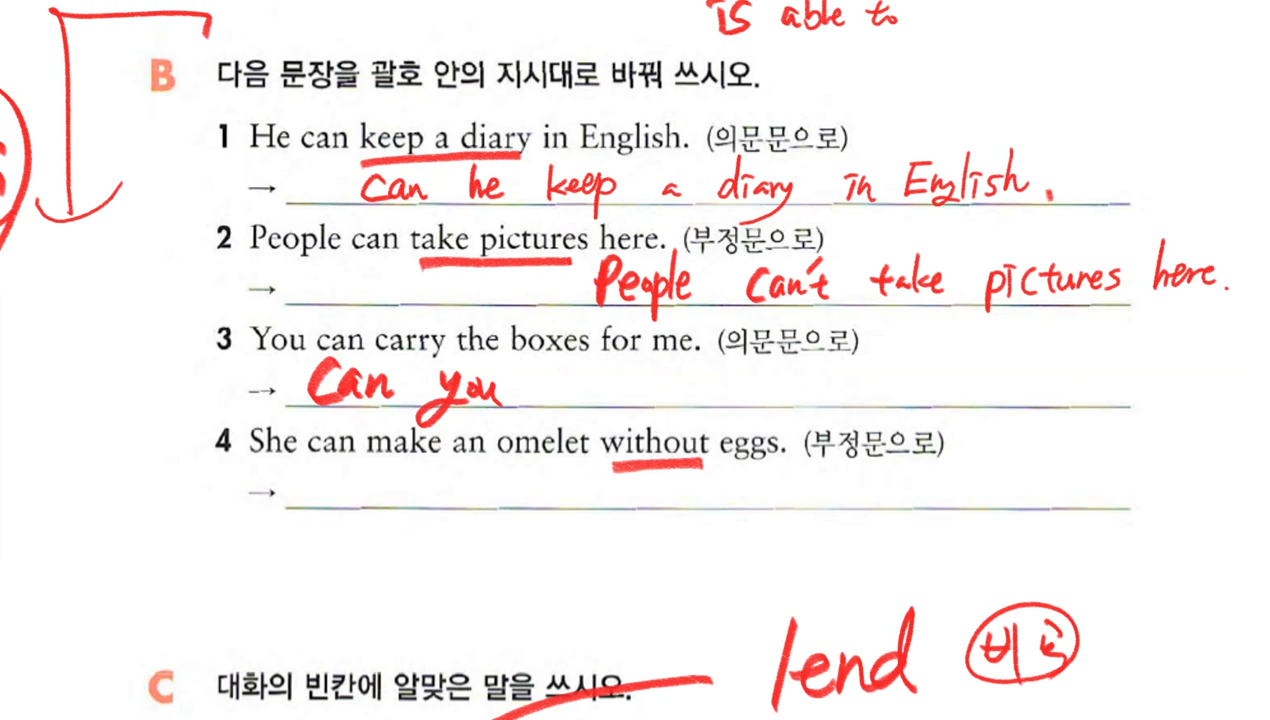 is able to
B 다음 문장을 괄호 안의 지시대로 바꿔 쓰시오.
1 He can keep a diary in English. (의문문으로)
→ can he keep a diary in English.
2 People can take pictures here. (부정문으로)
→ People can't take pictures here.
3 You can carry the boxes for me. (의문문으로)
→ Can you
4 She can make an omelet without eggs. (부정문으로)
→
lend
C 대화의 빈칸에 알맞은 말을 쓰시오.